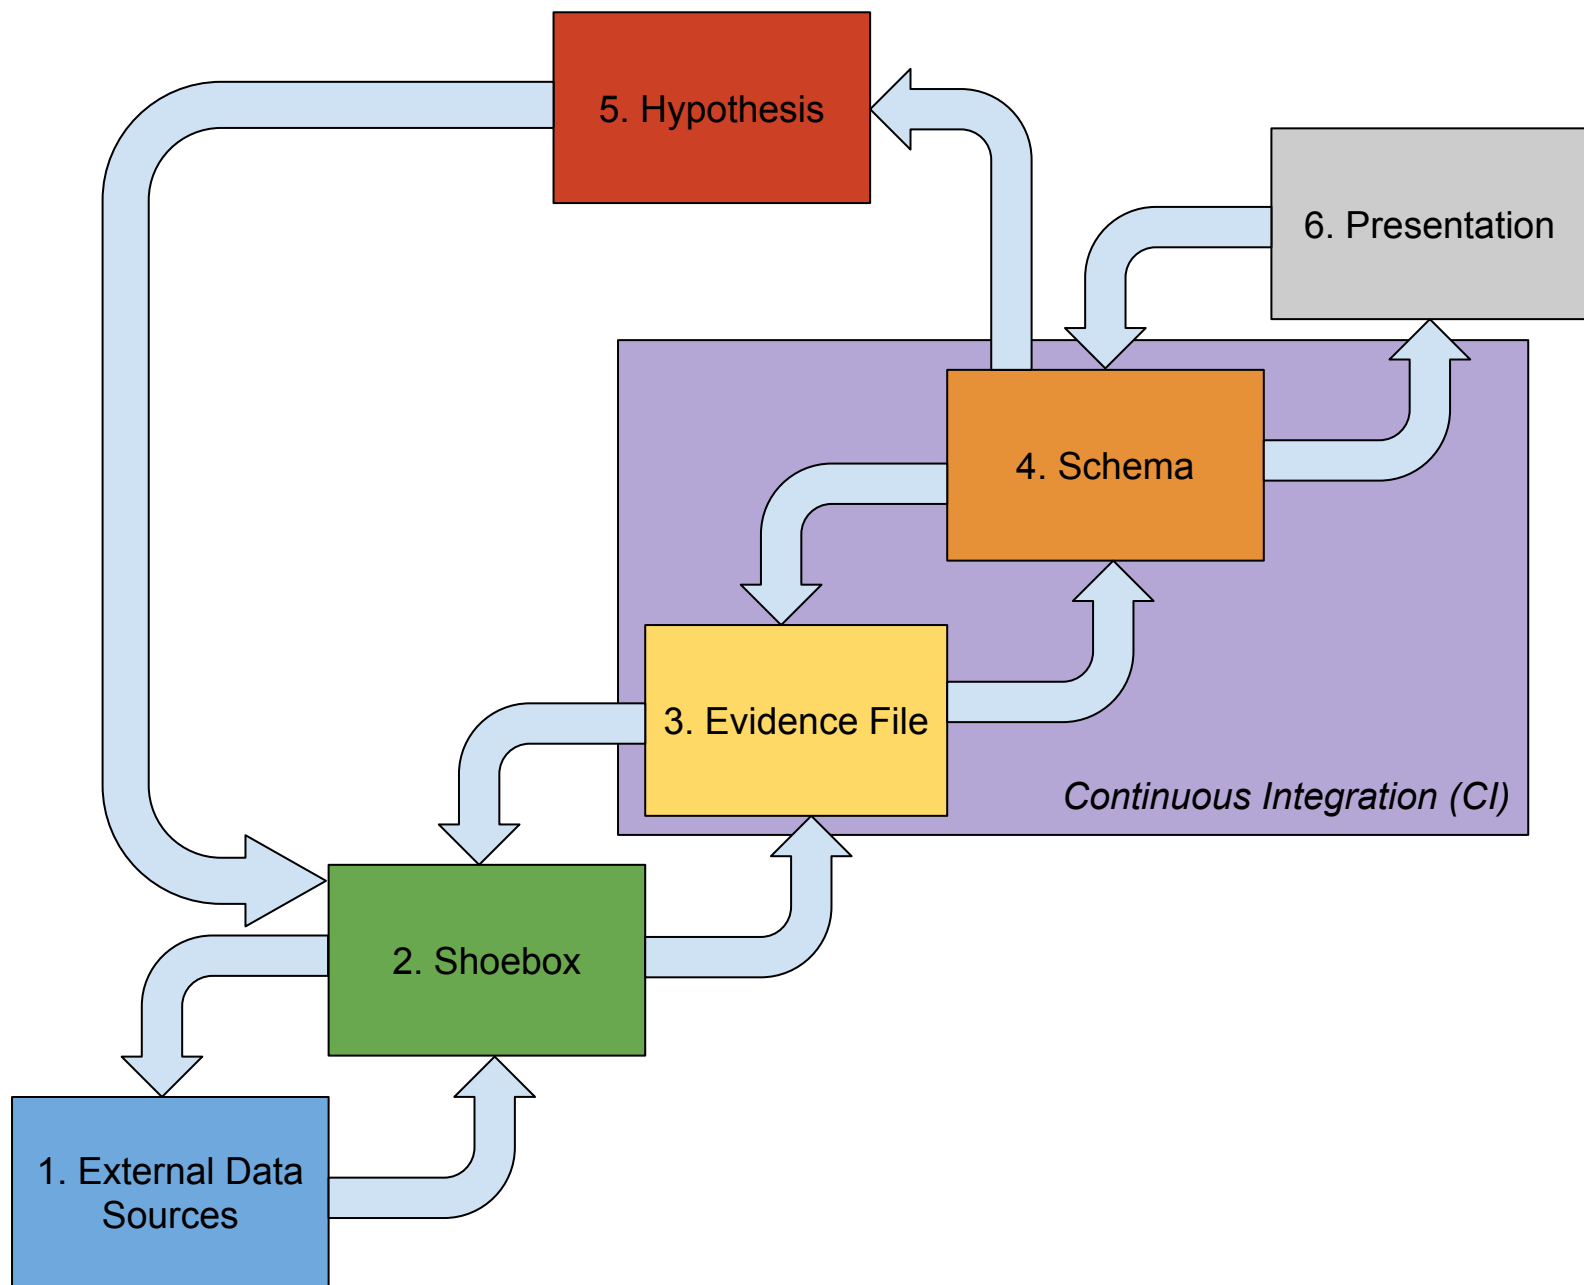 5. Hypothesis
6. Presentation
4. Schema
3. Evidence File
Continuous Integration (CI)
2. Shoebox
1. External Data
Sources